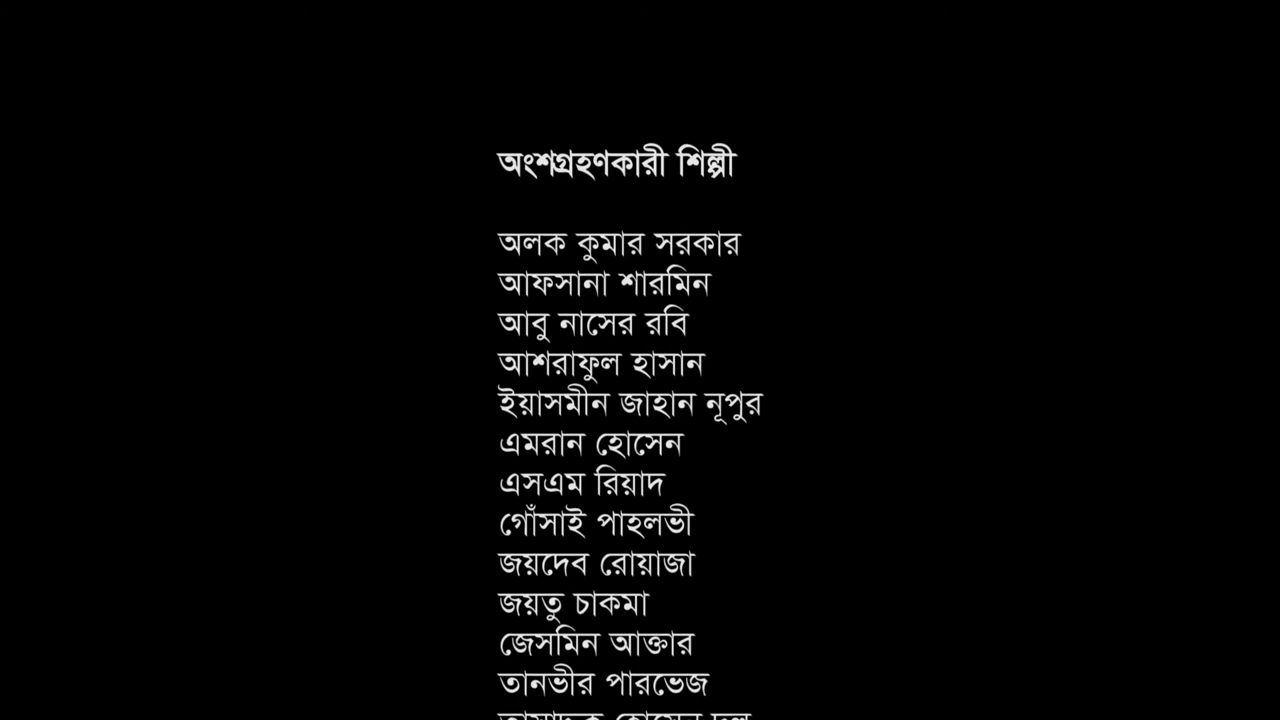 অংশগ্রহণকারী শিল্পী
অলক কুমার সরকার
আফসানা শারমিন
আবু নাসের রবি
আশরাফুল হাসান
ইয়াসমীন জাহান নূপুর
এমরান হোসেন
এসএম রিয়াদ
গোঁসাই পাহলভী
জয়দেব রোয়াজা
জয়তু চাকমা
জেসমিন আক্তার
তানভীর পারভেজ